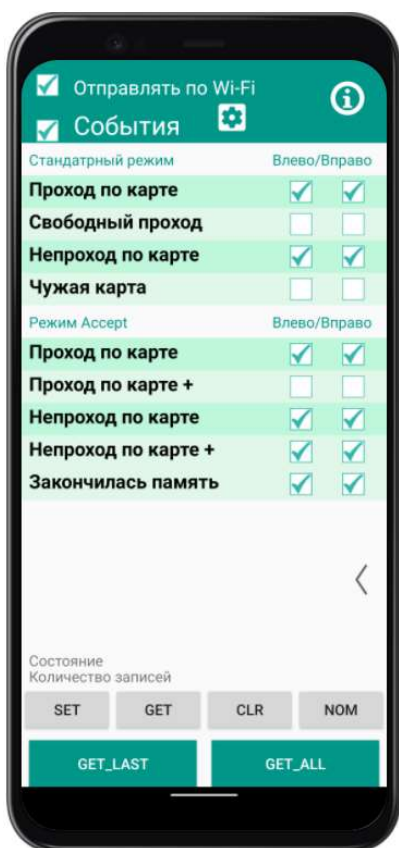 Отправлять по Wi-Fi
События
Стандатрный режим Влево/Вправо
Проход по карте
Свободный проход
Непроход по карте
Чужая карта
Режим Accept Влево/Вправо
Проход по карте
Проход по карте +
Непроход по карте
Непроход по карте +
Закончилась память
Состояние
Количество записей
SET GET CLR NOM
GET_LAST GET_ALL